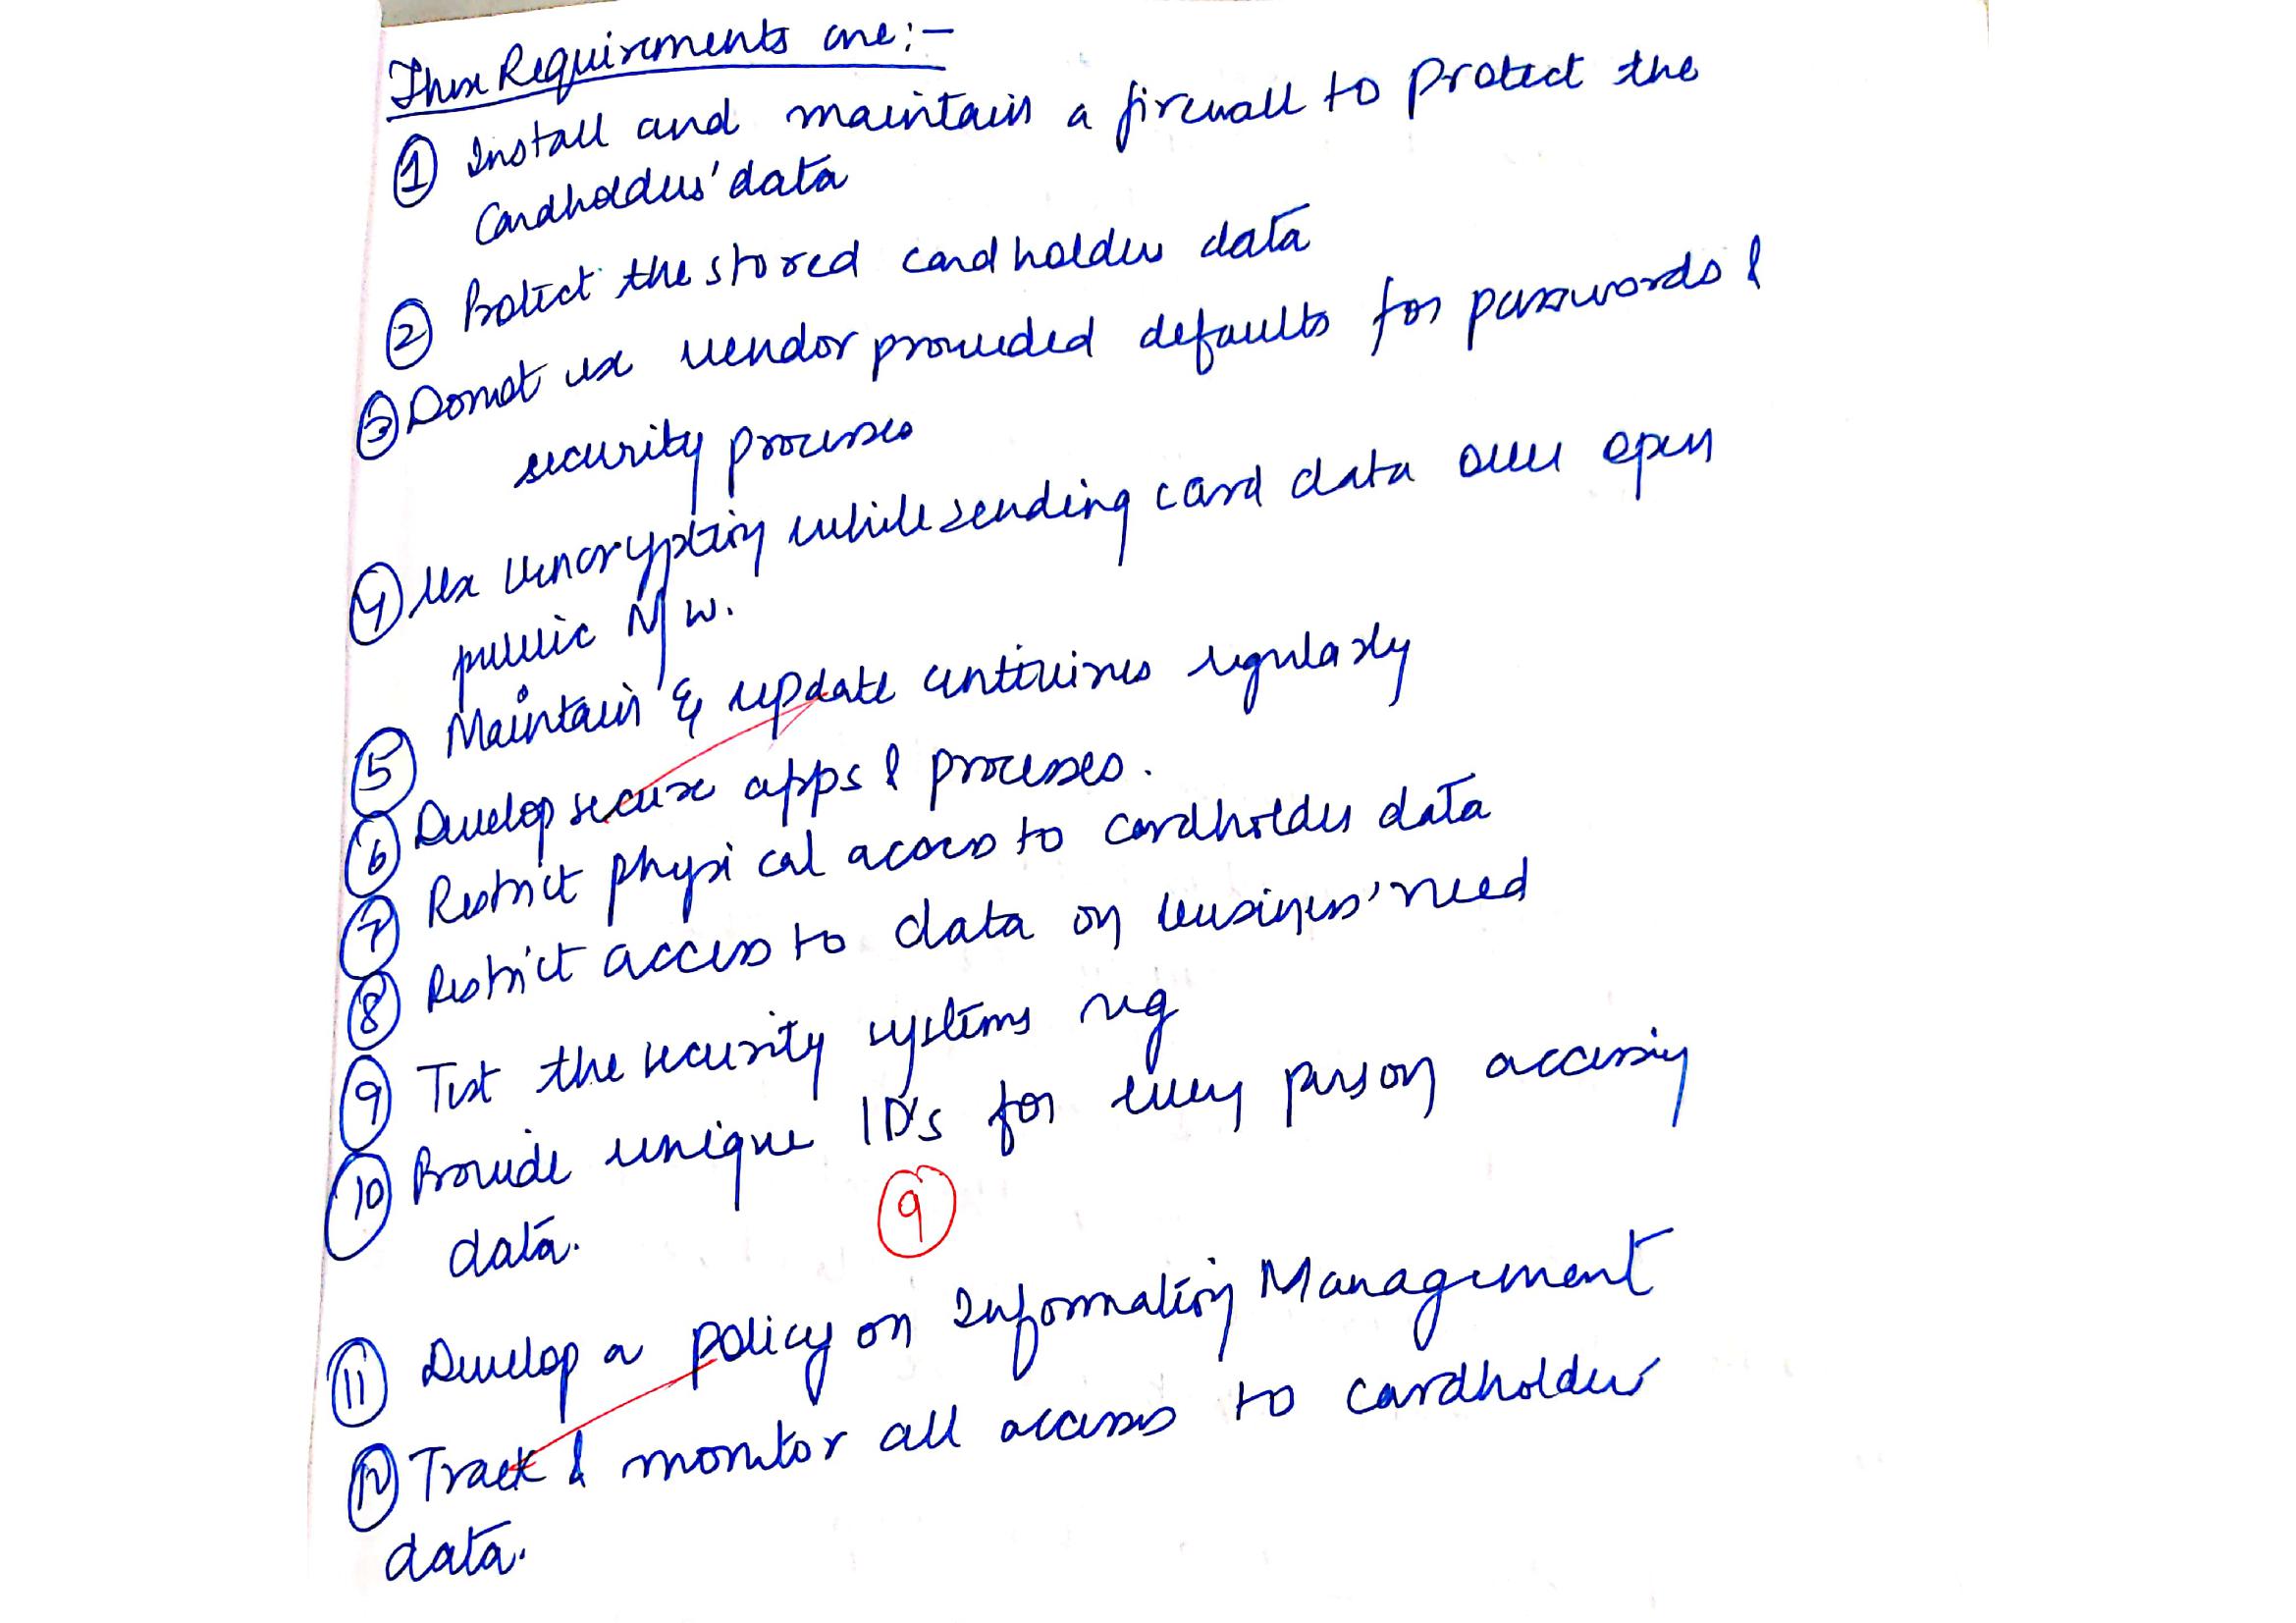 These Requirements are:-
① Install and maintain a firewall to protect the
Cardholders' data
② Protect the stored cardholder data
③ Donot use vendor provided defaults for passwords &
security processes
④ Use encryption while sending card data over open
public N/w.
⑤ Maintain & update antivirus regularly
⑥ Develop secure apps & processes.
⑦ Restrict physical access to cardholder data
⑧ Restrict access to data on business' need
⑨ Test the security systems reg
⑩ Provide unique ID's for every person accessing
data.
⑨
⑪ Develop a policy on Information Management
⑫ Track & monitor all accesses to cardholder
data.